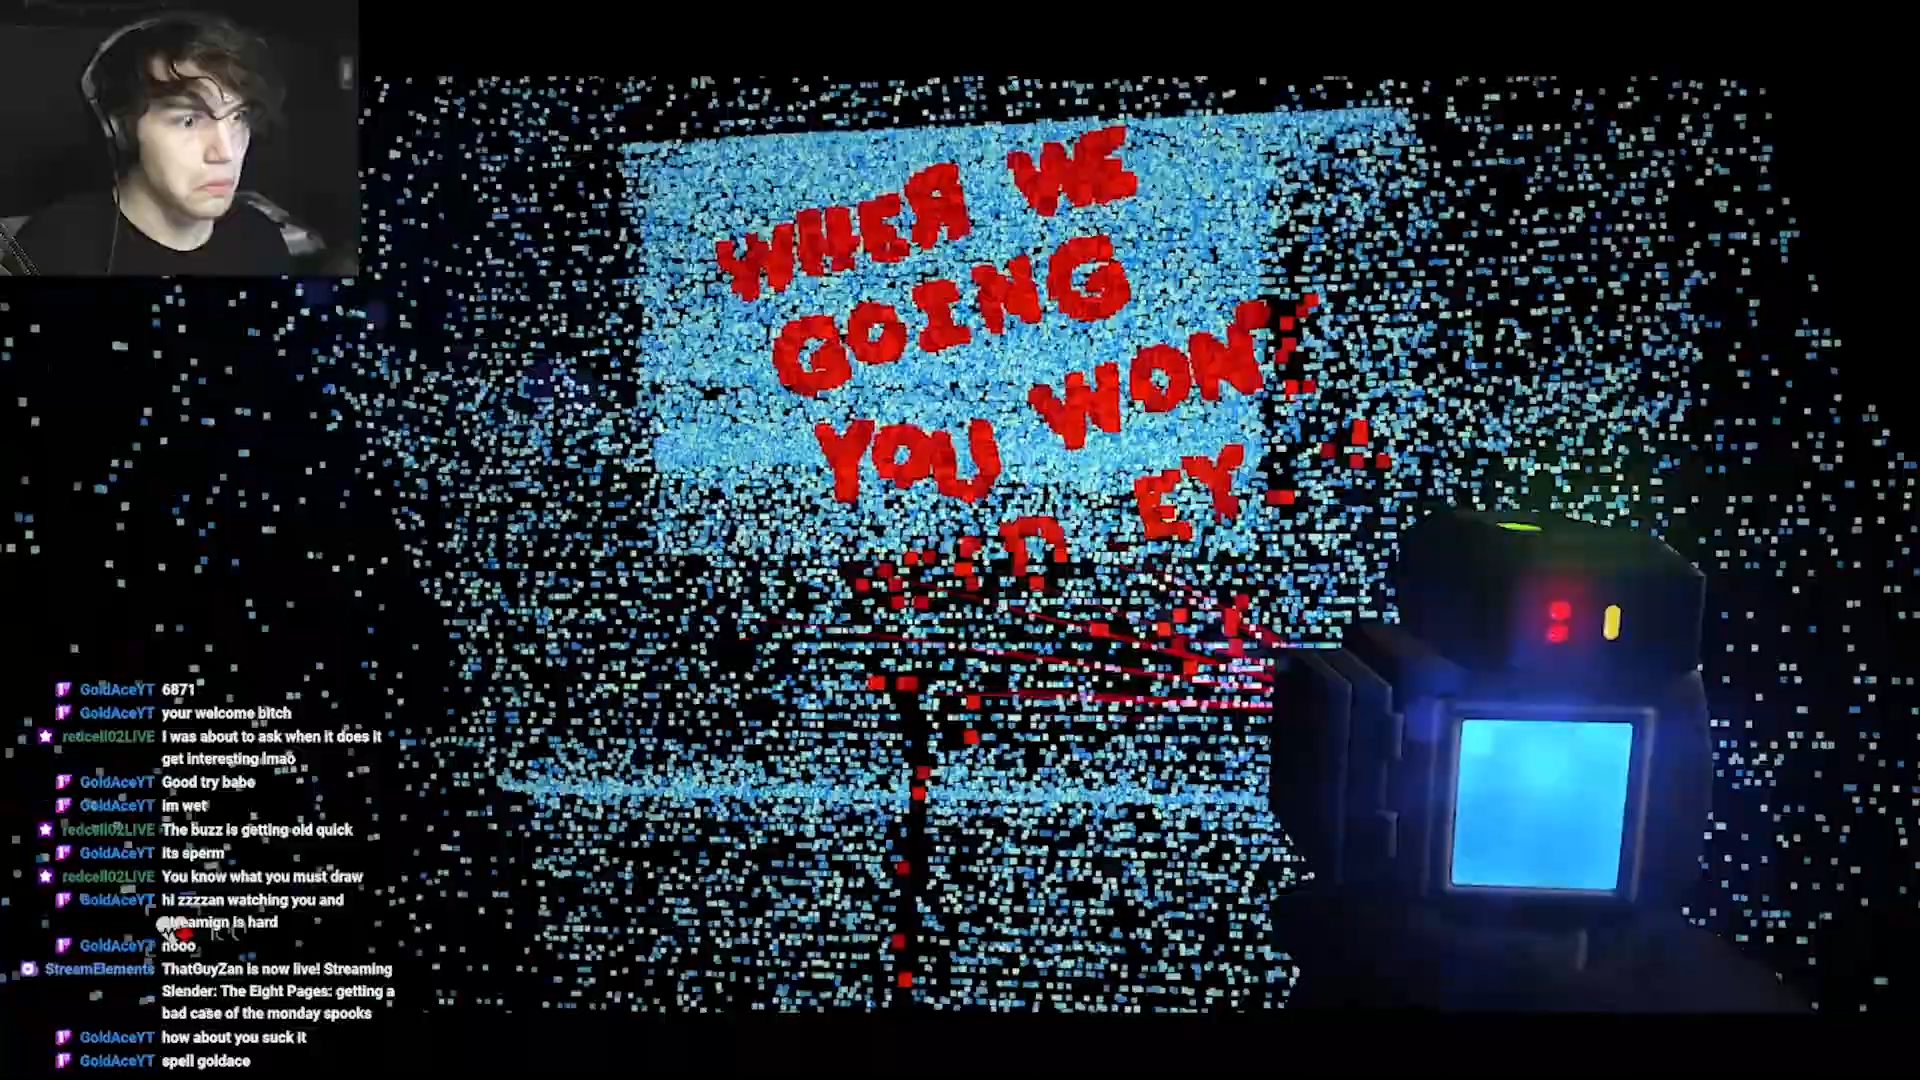 WHEЯ WE
GOING
YOU WON'
EY
GoldAceYT 6871
GoldAceYT your welcome bitch
redcell02LIVE I was about to ask when it does it
get interesting lmao
GoldAceYT Good try babe
GoldAceYT im wet
redcell02LIVE The buzz is getting old quick
GoldAceYT Its sperm
redcell02LIVE You know what you must draw
GoldAceYT hi zzzzan watching you and
streamign is hard
GoldAceYT nooo
StreamElements ThatGuyZan is now live! Streaming
Slender: The Eight Pages: getting a
bad case of the monday spooks
GoldAceYT how about you suck it
GoldAceYT spell goldace